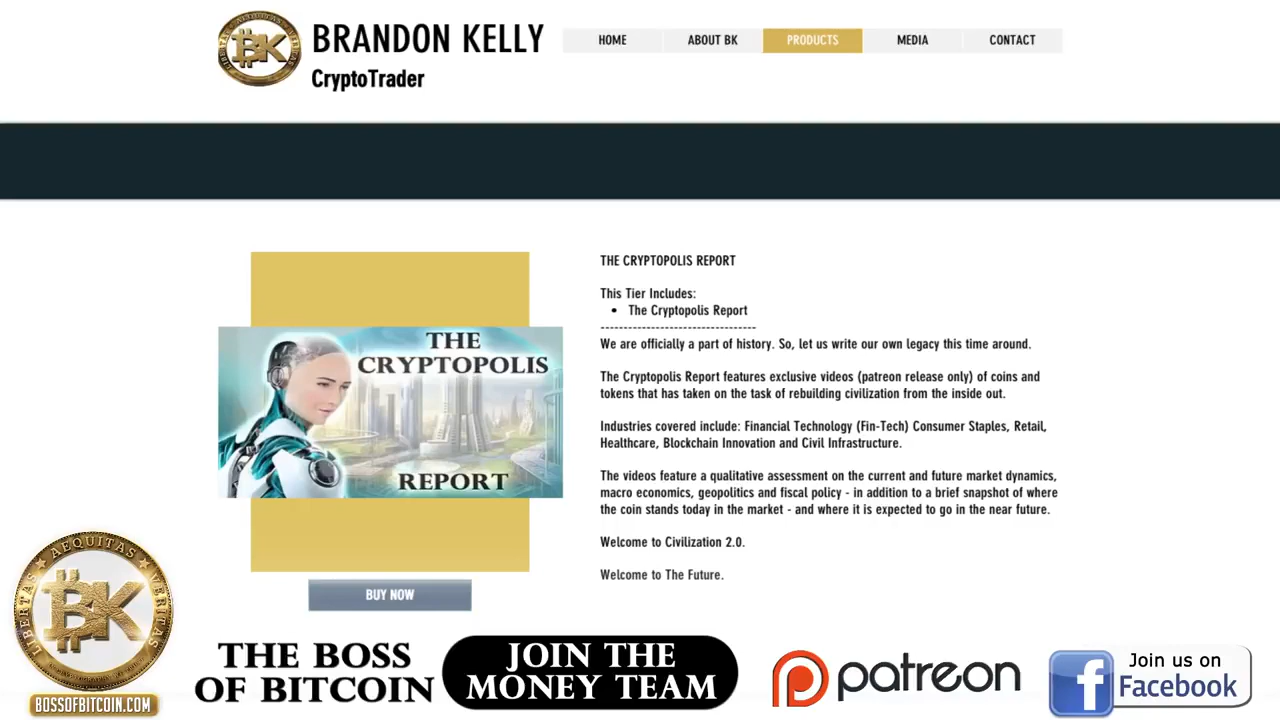 BRANDON KELLY
CryptoTrader
HOME
ABOUT BK
PRODUCTS
MEDIA
CONTACT
AEQUITAS
LIBERTAS
VERITAS
BK
THE
CRYPTOPOLIS
REPORT
BUY NOW
THE CRYPTOPOLIS REPORT
This Tier Includes:
• The Cryptopolis Report
----------------------------------
We are officially a part of history. So, let us write our own legacy this time around.
The Cryptopolis Report features exclusive videos (patreon release only) of coins and
tokens that has taken on the task of rebuilding civilization from the inside out.
Industries covered include: Financial Technology (Fin-Tech) Consumer Staples, Retail,
Healthcare, Blockchain Innovation and Civil Infrastructure.
The videos feature a qualitative assessment on the current and future market dynamics,
macro economics, geopolitics and fiscal policy - in addition to a brief snapshot of where
the coin stands today in the market - and where it is expected to go in the near future.
Welcome to Civilization 2.0.
Welcome to The Future.
LIBERTAS AEQUITAS VERITAS
BK
BOSSOFBITCOIN.COM
THE BOSS
OF BITCOIN
JOIN THE
MONEY TEAM
patreon
f
Join us on
Facebook